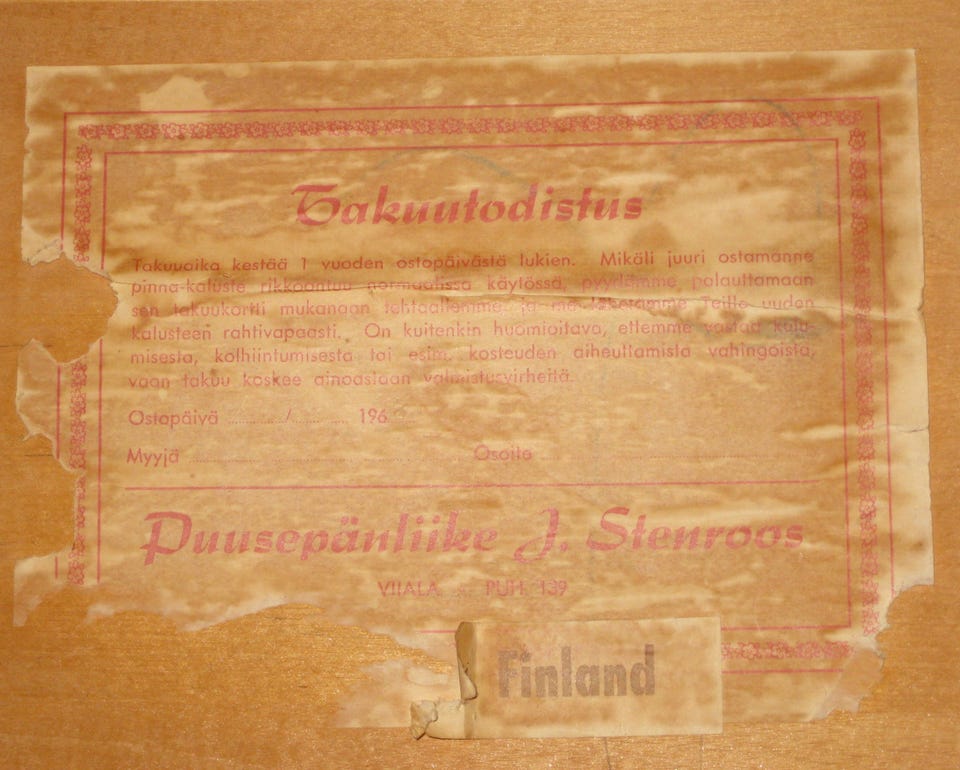 Takuutodistus
Takuuaika kestää 1 vuoden ostopäivästä lukien. Mikäli juuri ostamanne
pinna-kaluste rikkoontuu normaalissa käytössä, pyydämme palauttamaan
sen takuukortti mukanaan tehtaallemme, ja me lähetämme Teille uuden
kalusteen rahtivapaasti. On kuitenkin huomioitava, ettemme vastaa kulu-
misesta, kolhiintumisesta tai esim. kosteuden aiheuttamista vahingoista,
vaan takuu koskee ainoastaan valmistusvirheitä.
Ostopäivä ........../.......... 196
Myyjä .................... Osoite ....................
Puusepänliike J. Stenroos
VIIALA PUH. 139
Finland